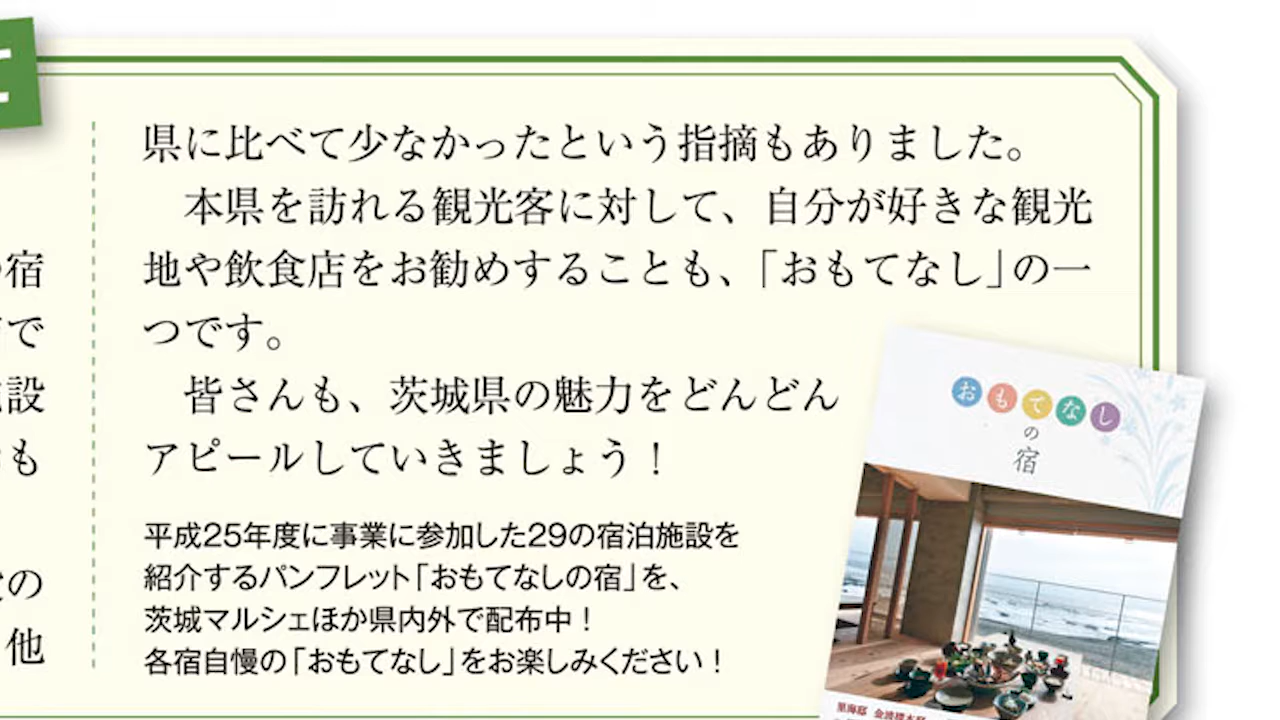 宿
で
設
も
の
他
県に比べて少なかったという指摘もありました。
　本県を訪れる観光客に対して、自分が好きな観光
地や飲食店をお勧めすることも、「おもてなし」の一
つです。
　皆さんも、茨城県の魅力をどんどん
アピールしていきましょう！
平成25年度に事業に参加した29の宿泊施設を
紹介するパンフレット「おもてなしの宿」を、
茨城マルシェほか県内外で配布中！
各宿自慢の「おもてなし」をお楽しみください！
おもてなし
の
宿